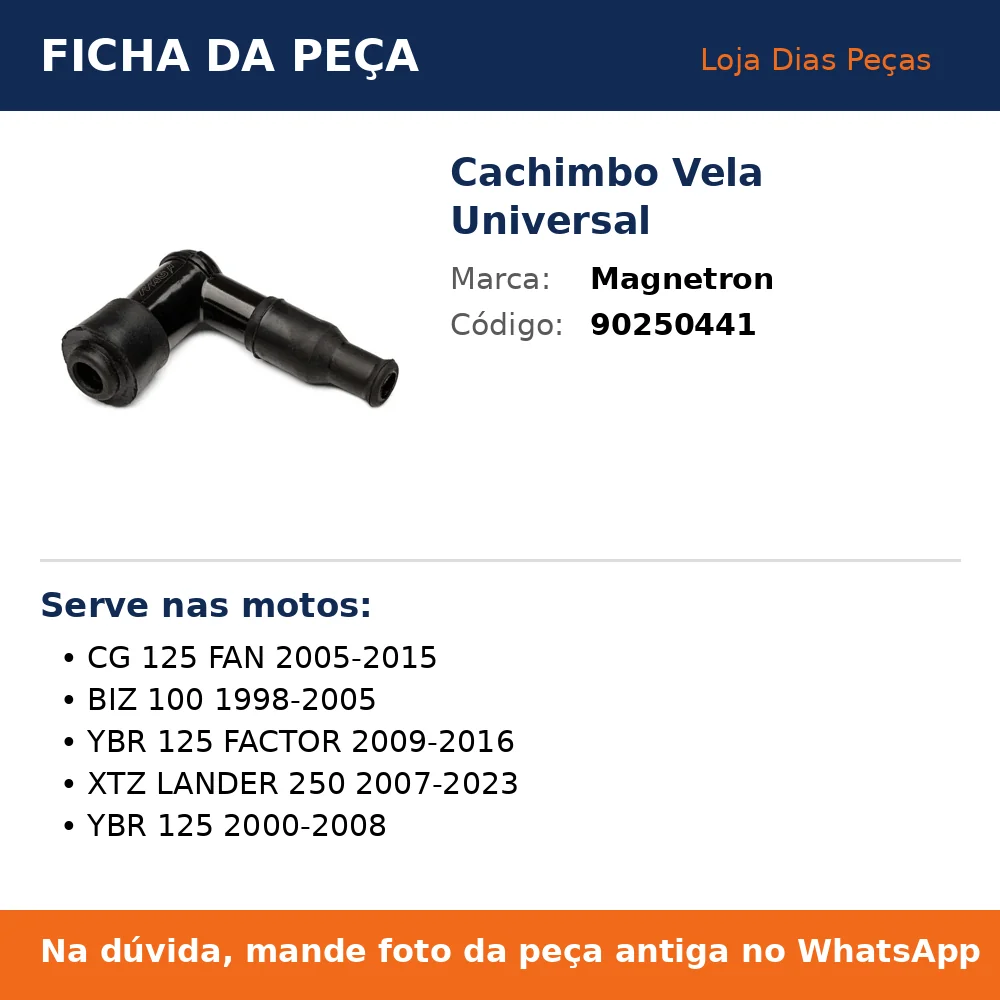 FICHA DA PEÇA
Loja Dias Peças
Cachimbo Vela
Universal
Marca: Magnetron
Código: 90250441
Serve nas motos:
• CG 125 FAN 2005-2015
• BIZ 100 1998-2005
• YBR 125 FACTOR 2009-2016
• XTZ LANDER 250 2007-2023
• YBR 125 2000-2008
Na dúvida, mande foto da peça antiga no WhatsApp